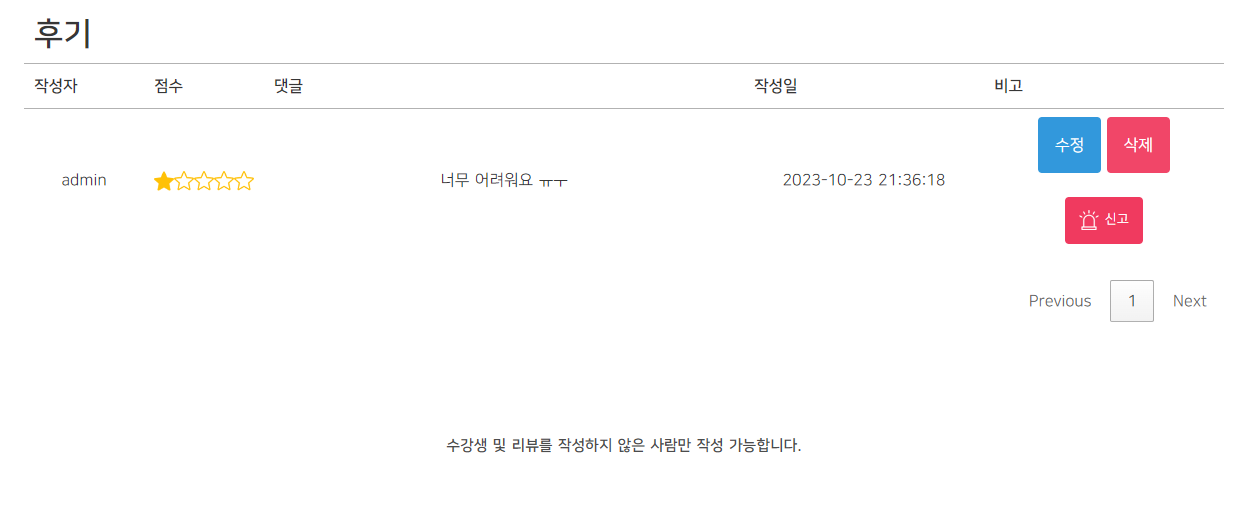 후기
작성자 점수 댓글 작성일 비고
admin 너무 어려워요 ㅠㅜ 2023-10-23 21:36:18 수정 삭제
신고
Previous 1 Next
수강생 및 리뷰를 작성하지 않은 사람만 작성 가능합니다.